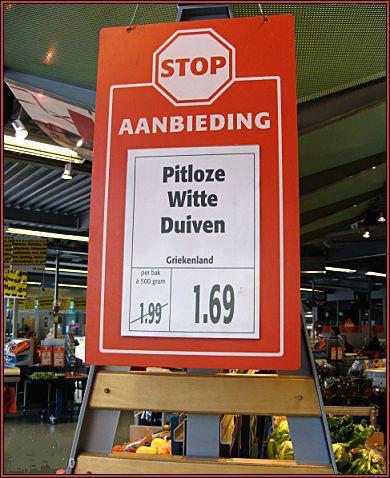 STOP
AANBIEDING
Pitloze
Witte
Duiven
Griekenland
per bak
à 500 gram
1.99
1.69